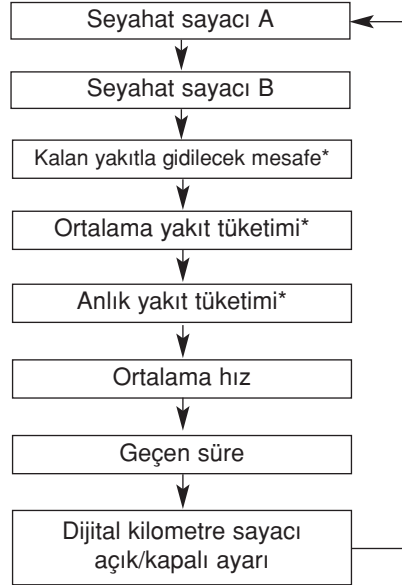 Seyahat sayacı A
Seyahat sayacı B
Kalan yakıtla gidilecek mesafe*
Ortalama yakıt tüketimi*
Anlık yakıt tüketimi*
Ortalama hız
Geçen süre
Dijital kilometre sayacı
açık/kapalı ayarı